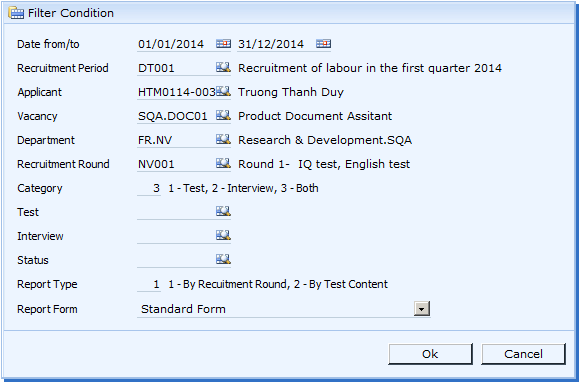 Filter Condition
Date from/to 01/01/2014 31/12/2014
Recruitment Period DT001 Recruitment of labour in the first quarter 2014
Applicant HTM0114-003 Truong Thanh Duy
Vacancy SQA.DOC01 Product Document Assitant
Department FR.NV Research & Development.SQA
Recruitment Round NV001 Round 1- IQ test, English test
Category 3 1 - Test, 2 - Interview, 3 - Both
Test
Interview
Status
Report Type 1 1 - By Recuitment Round, 2 - By Test Content
Report Form Standard Form
Ok Cancel